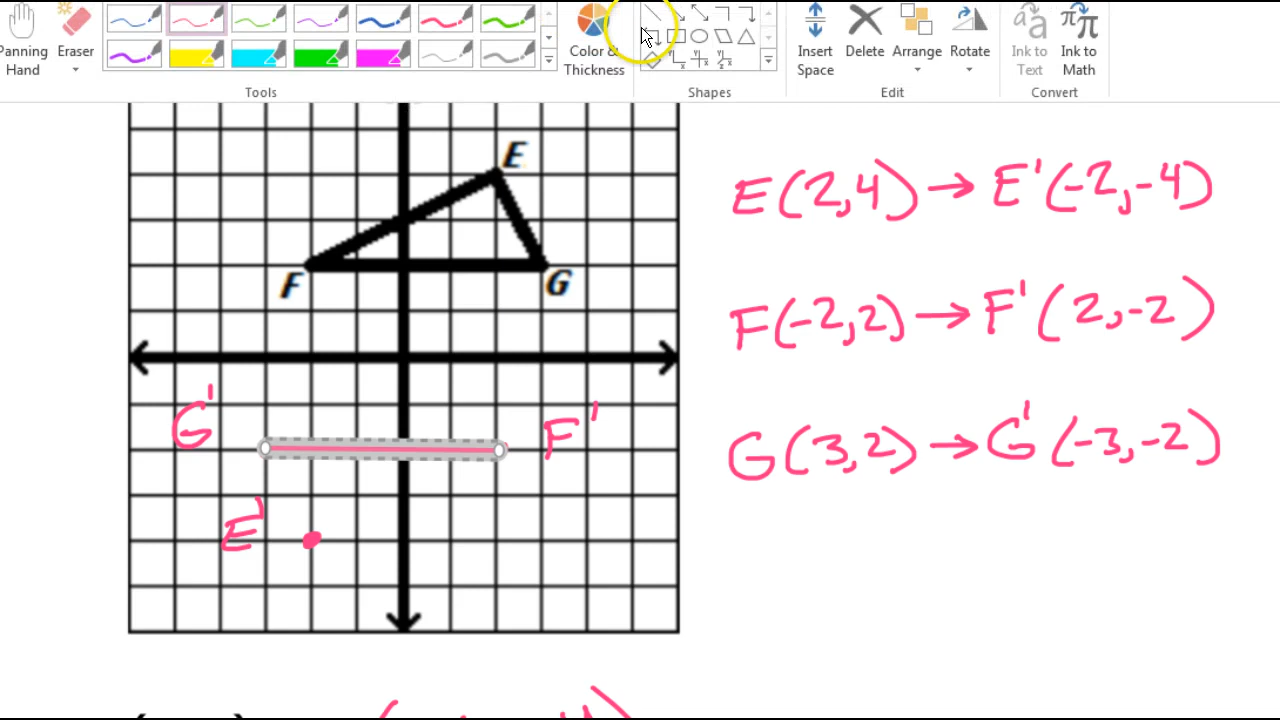 Panning
Hand
Eraser
Color &
Thickness
Insert
Space
Delete
Arrange
Rotate
Ink to
Text
Ink to
Math
Tools
Shapes
Edit
Convert
E
F
G
G'
F'
E'
E(2,4)→E'(-2,-4)
F(-2,2)→F'(2,-2)
G(3,2)→G'(-3,-2)